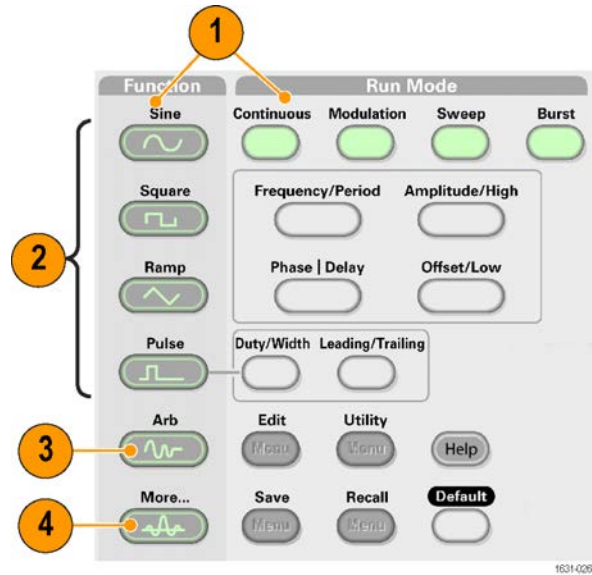 1
Function Run Mode
Sine Continuous Modulation Sweep Burst
2
Square Frequency/Period Amplitude/High
Ramp Phase | Delay Offset/Low
Pulse Duty/Width Leading/Trailing
Arb Edit Utility
3
Menu Menu Help
More... Save Recall Default
4
Menu Menu
1631-026